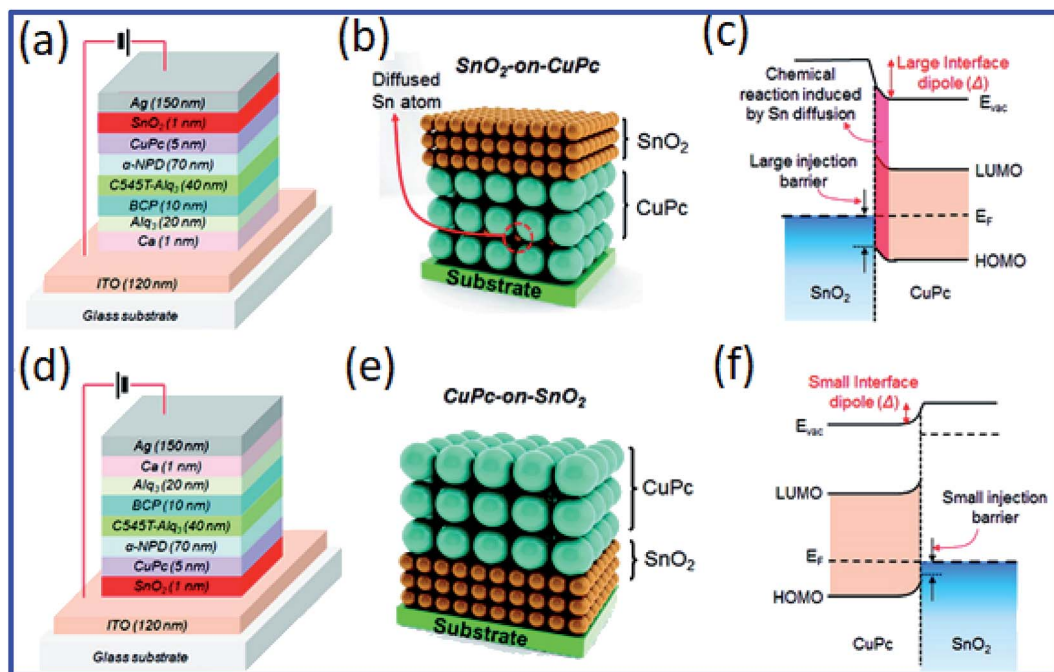 (a)
Ag (150 nm)
SnO₂ (1 nm)
CuPc (5 nm)
α-NPD (70 nm)
C545T-Alq₃ (40 nm)
BCP (10 nm)
Alq₃ (20 nm)
Ca (1 nm)
ITO (120 nm)
Glass substrate
(b)
SnO₂-on-CuPc
Diffused
Sn atom
SnO₂
CuPc
Substrate
(c)
Chemical
reaction induced
by Sn diffusion
Large injection
barrier
Large Interface
dipole (Δ)
E_vac
LUMO
E_F
HOMO
SnO₂
CuPc
(d)
Ag (150 nm)
Ca (1 nm)
Alq₃ (20 nm)
BCP (10 nm)
C545T-Alq₃ (40 nm)
α-NPD (70 nm)
CuPc (5 nm)
SnO₂ (1 nm)
ITO (120 nm)
Glass substrate
(e)
CuPc-on-SnO₂
CuPc
SnO₂
Substrate
(f)
Small Interface
dipole (Δ)
E_vac
LUMO
Small injection
barrier
E_F
HOMO
CuPc
SnO₂